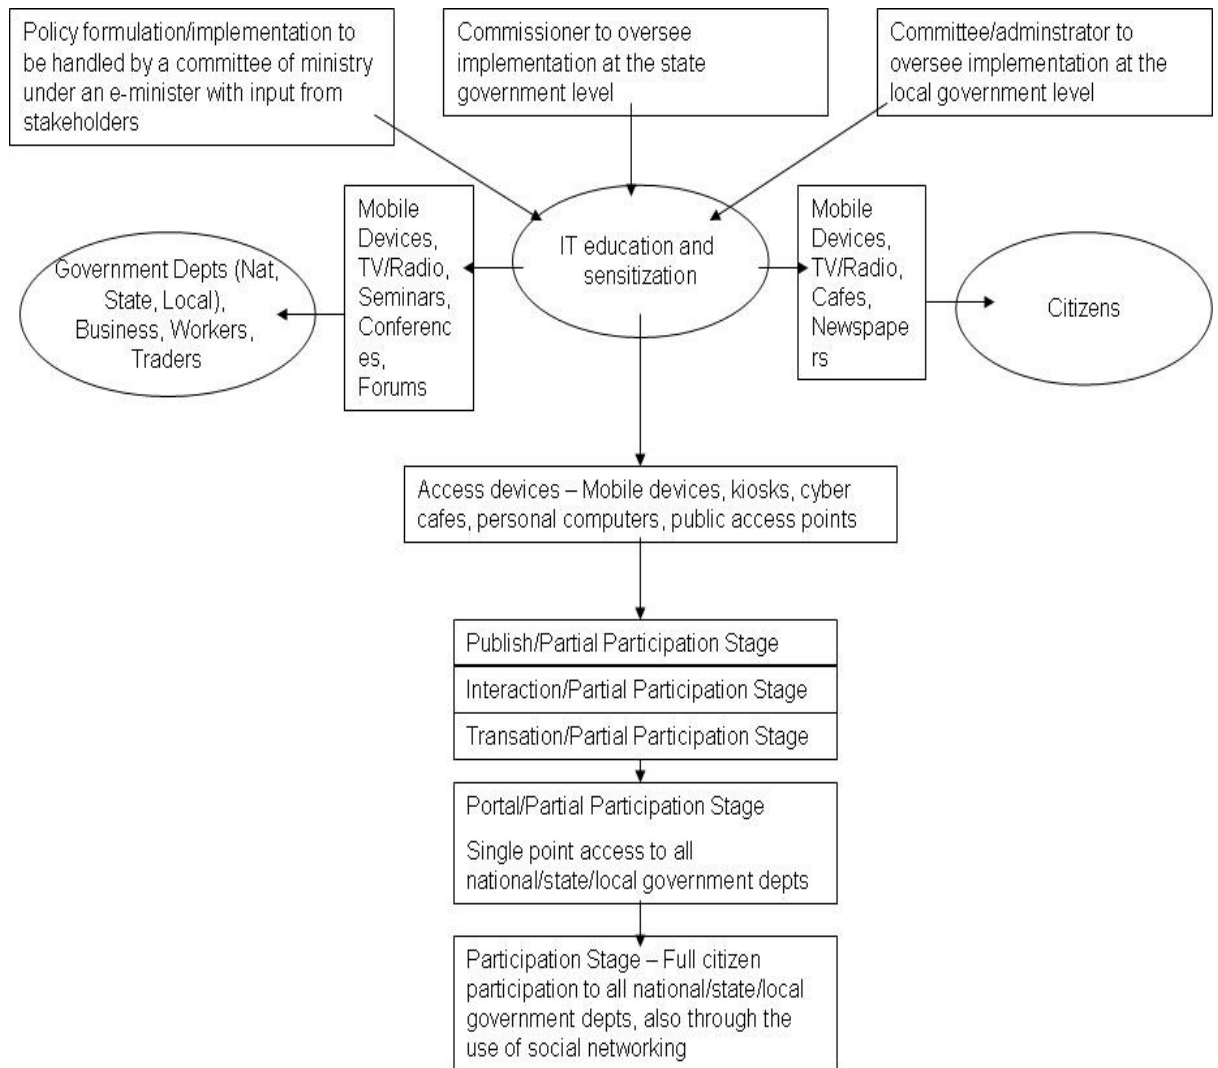 Policy formulation/implementation to
be handled by a committee of ministry
under an e-minister with input from
stakeholders
Commissioner to oversee
implementation at the state
government level
Committee/adminstrator to
oversee implementation at the
local government level
Government Depts (Nat,
State, Local),
Business, Workers,
Traders
Mobile
Devices,
TV/Radio,
Seminars,
Conferenc
es,
Forums
IT education and
sensitization
Mobile
Devices,
TV/Radio,
Cafes,
Newspape
rs
Citizens
Access devices – Mobile devices, kiosks, cyber
cafes, personal computers, public access points
Publish/Partial Participation Stage
Interaction/Partial Participation Stage
Transation/Partial Participation Stage
Portal/Partial Participation Stage
Single point access to all
national/state/local government depts
Participation Stage – Full citizen
participation to all national/state/local
government depts, also through the
use of social networking